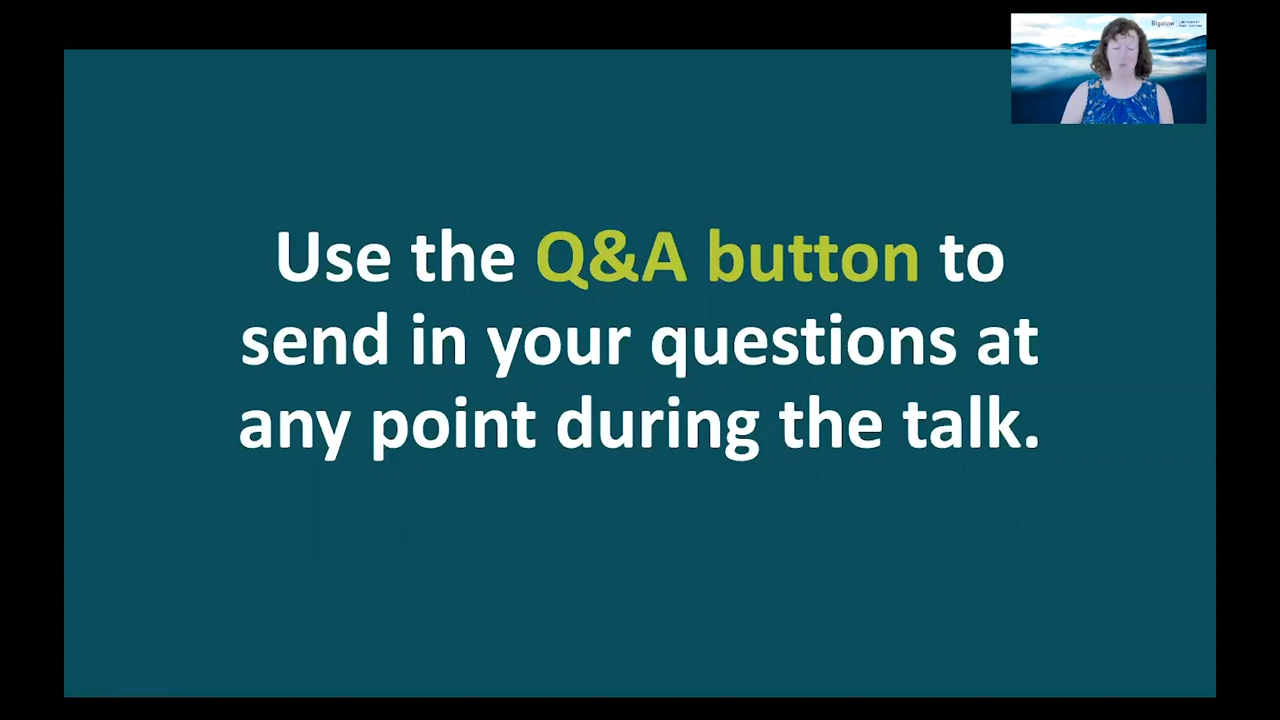 Bigelow
Use the Q&A button to
send in your questions at
any point during the talk.